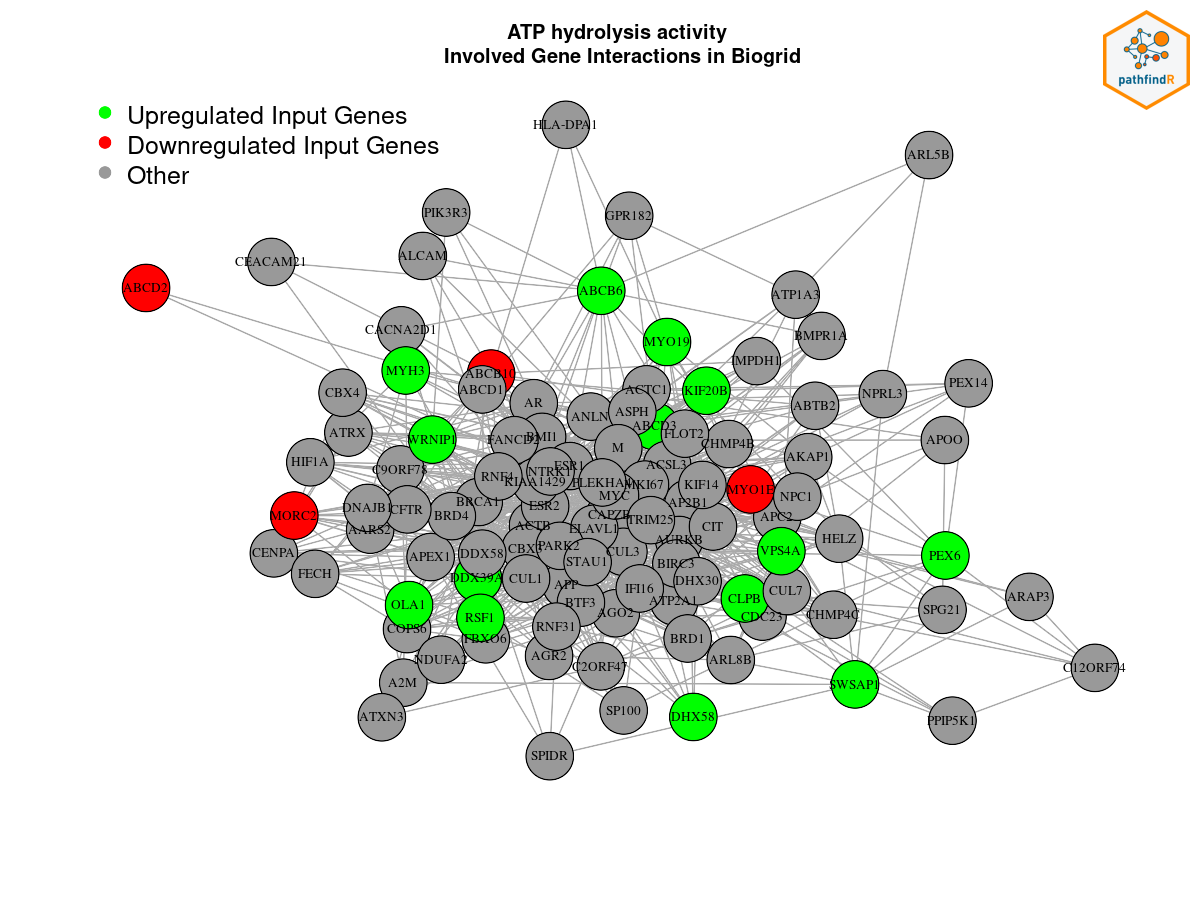 ATP hydrolysis activity
Involved Gene Interactions in Biogrid
pathfindR
Upregulated Input Genes
Downregulated Input Genes
Other
HLA-DPA1
ARL5B
PIK3R3
GPR182
ALCAM
CEACAM21
ABCD2
ABCB6
ATP1A3
CACNA2D1
BMPR1A
MYO19
IMPDH1
MYH3
ABCB10
ABCD1
ACTC1
KIF20B
PEX14
CBX4
NPRL3
AR
ABTB2
ANLN
ASPH
ABCD3
ATRX
WRNIP1
FANCD2
BMI1
FLOT2
CHMP4B
APOO
M
HIF1A
C9ORF78
ESR1
ACSL3
AKAP1
RNF4
NTRK1
KIAA1429
PLEKHA4
MKI67
KIF14
MYO1E
NPC1
MYC
BRCA1
ESR2
AP2B1
DNAJB1
CFTR
MORC2
BRD4
CAPZB
TRIM25
APC2
AARS2
ACTB
ELAVL1
CIT
HELZ
AURKB
CENPA
APEX1
DDX58
PARK2
CUL3
VPS4A
PEX6
STAU1
BIRC3
FECH
DDX39A
CUL1
APP
IFI16
DHX30
CUL7
ARAP3
OLA1
RSF1
BTF3
AGO2
ATP2A1
CLPB
CDC23
CHMP4C
SPG21
COPS6
FBXO6
RNF31
BRD1
NDUFA2
AGR2
C2ORF47
ARL8B
C12ORF74
A2M
SWSAP1
ATXN3
SP100
DHX58
PPIP5K1
SPIDR